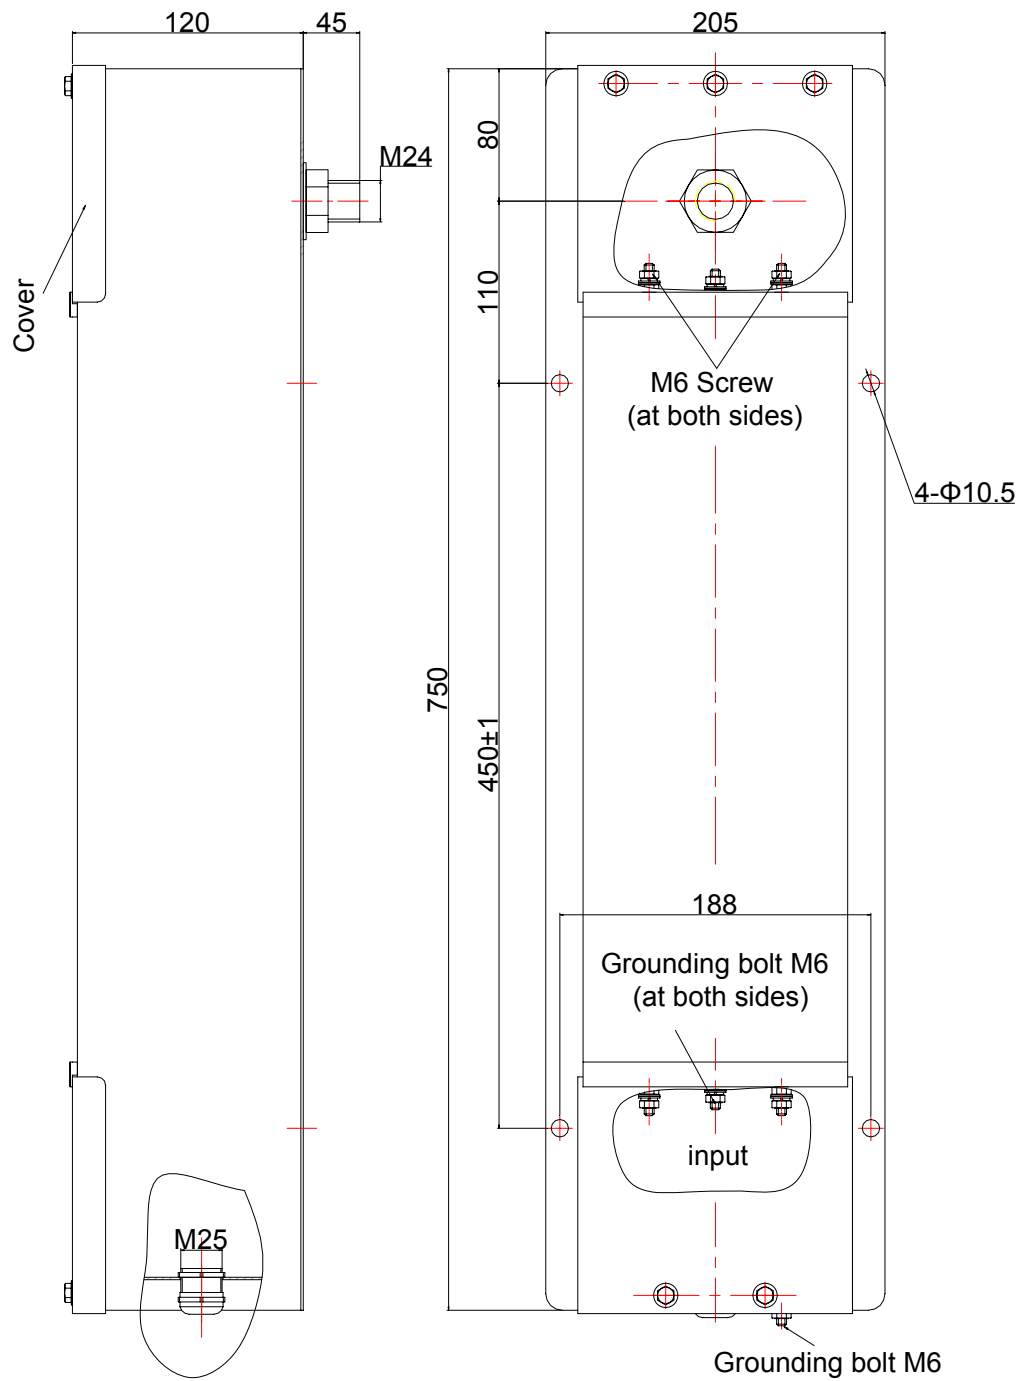 120
45
205
80
M24
Cover
110
M6 Screw
(at both sides)
4-Φ10.5
750
450±1
188
Grounding bolt M6
(at both sides)
input
M25
Grounding bolt M6